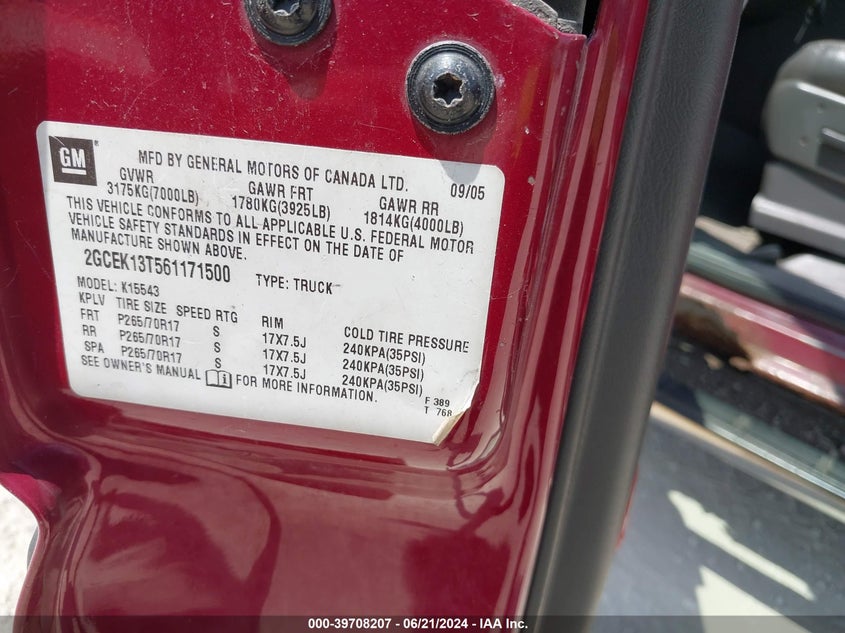 GM
MFD BY GENERAL MOTORS OF CANADA LTD. 09/05
GVWR GAWR FRT GAWR RR
3175KG(7000LB) 1780KG(3925LB) 1814KG(4000LB)
THIS VEHICLE CONFORMS TO ALL APPLICABLE U.S. FEDERAL MOTOR
VEHICLE SAFETY STANDARDS IN EFFECT ON THE DATE OF
MANUFACTURE SHOWN ABOVE.
2GCEK13T561171500 TYPE: TRUCK
MODEL: K15543
KPLV TIRE SIZE SPEED RTG RIM COLD TIRE PRESSURE
FRT P265/70R17 S 17X7.5J 240KPA(35PSI)
RR P265/70R17 S 17X7.5J 240KPA(35PSI)
SPA P265/70R17 S 17X7.5J 240KPA(35PSI)
SEE OWNER'S MANUAL FOR MORE INFORMATION.
F 389
T 768
000-39708207 - 06/21/2024 - IAA Inc.